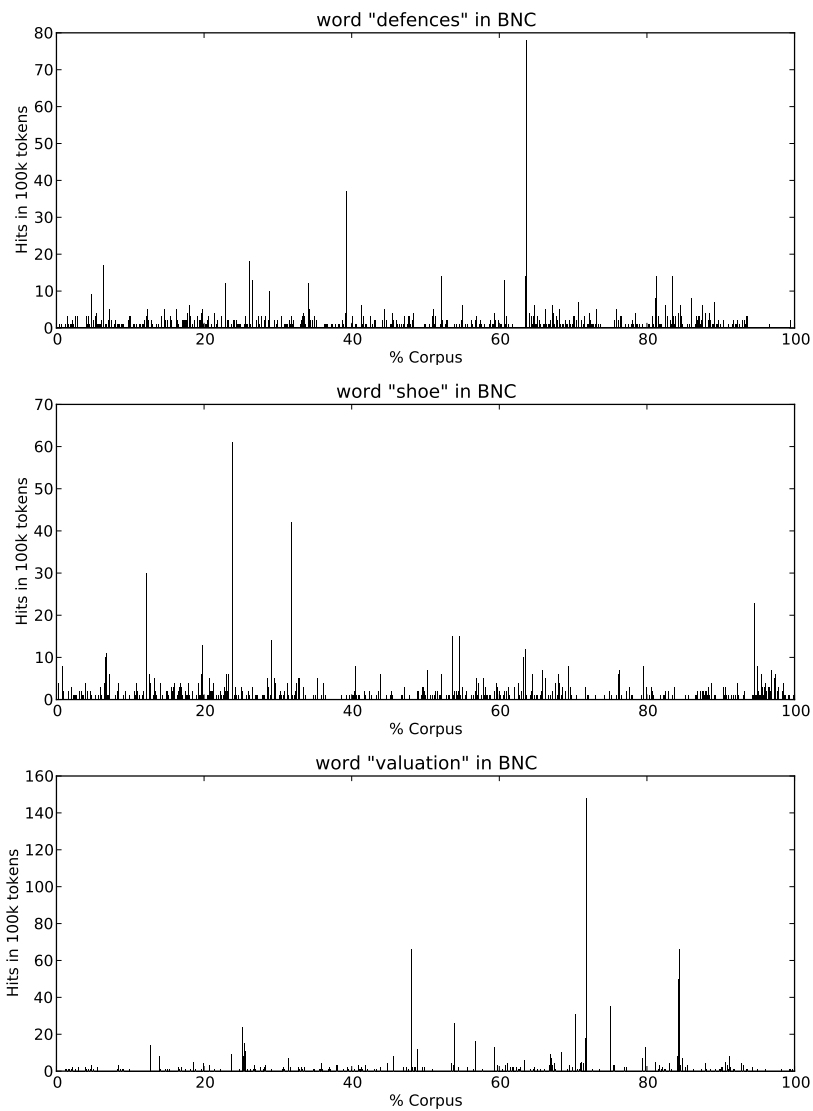 word "defences" in BNC
80
70
60
50
40
30
20
10
0
Hits in 100k tokens
0 20 40 60 80 100
% Corpus
word "shoe" in BNC
70
60
50
40
30
20
10
0
Hits in 100k tokens
0 20 40 60 80 100
% Corpus
word "valuation" in BNC
160
140
120
100
80
60
40
20
0
Hits in 100k tokens
0 20 40 60 80 100
% Corpus